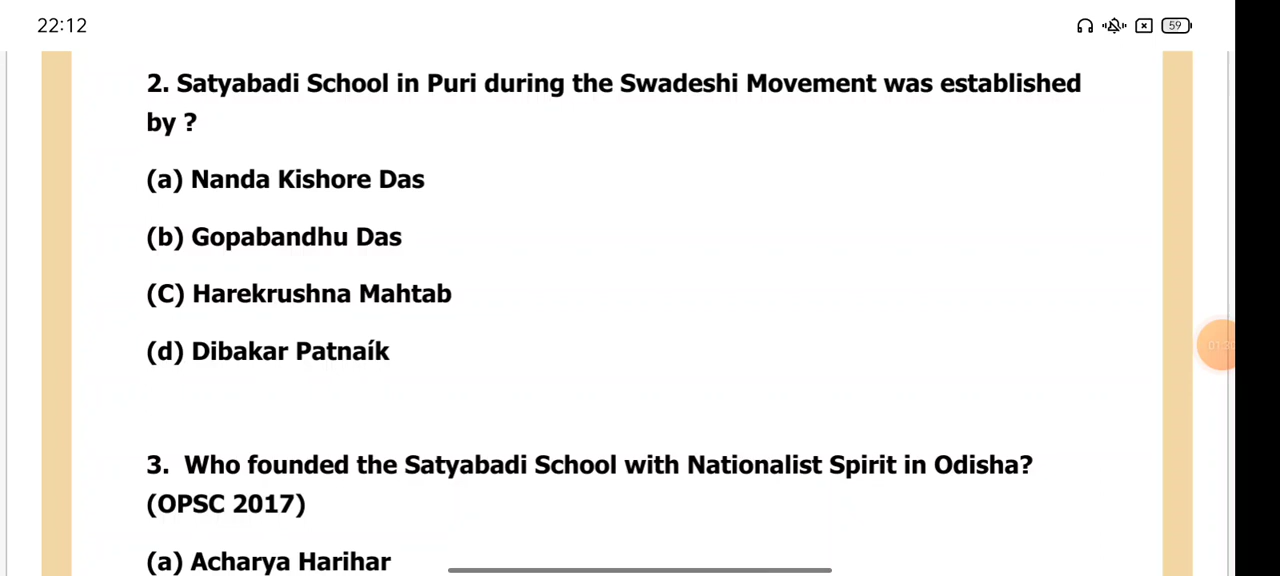 22:12
59
2. Satyabadi School in Puri during the Swadeshi Movement was established
by ?
(a) Nanda Kishore Das
(b) Gopabandhu Das
(C) Harekrushna Mahtab
(d) Dibakar Patnaík
3. Who founded the Satyabadi School with Nationalist Spirit in Odisha?
(OPSC 2017)
(a) Acharya Harihar